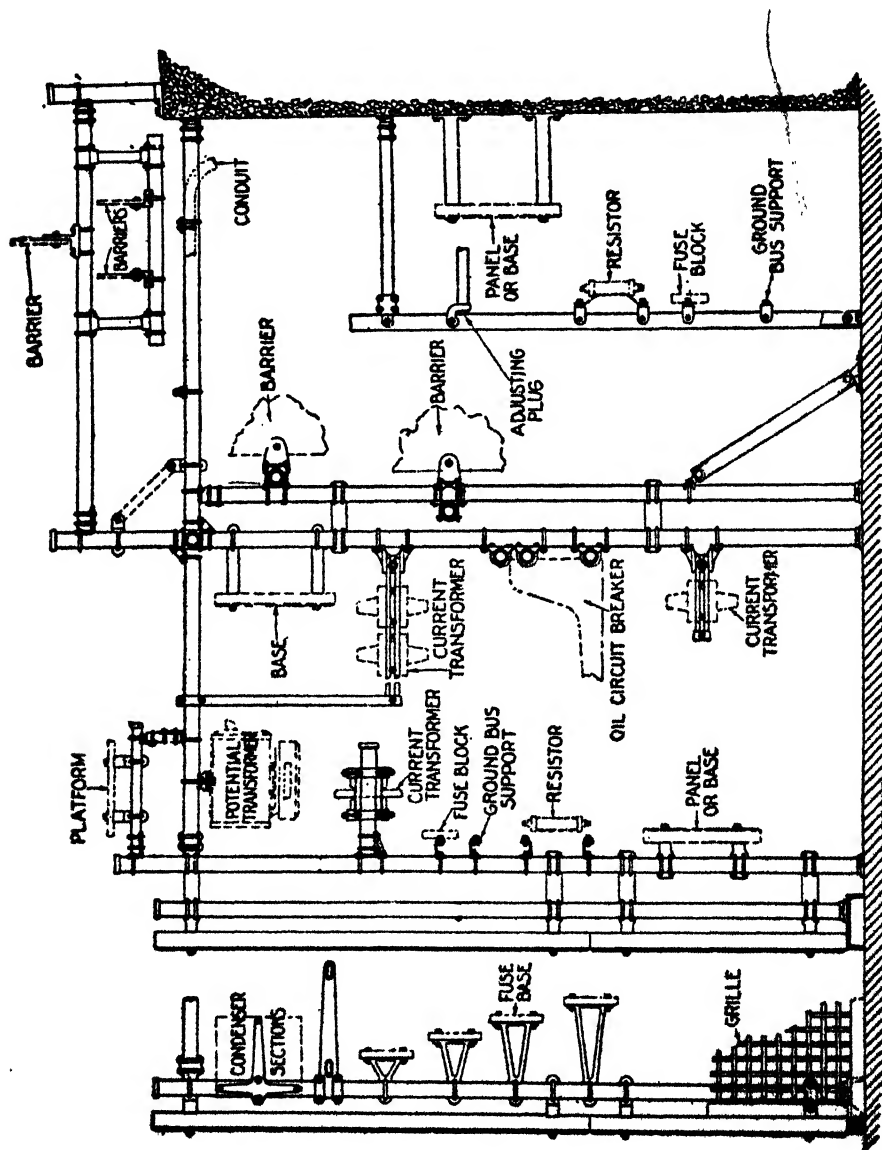 CONDENSER
SECTIONS
FUSE
BASE
GRILLE
PLATFORM
POTENTIAL
TRANSFORMER
CURRENT
TRANSFORMER
FUSE BLOCK
GROUND BUS
SUPPORT
RESISTOR
PANEL
OR BASE
BASE
CURRENT
TRANSFORMER
OIL CIRCUIT BREAKER
CURRENT
TRANSFORMER
BARRIER
BARRIERS
CONDUIT
BARRIER
BARRIER
ADJUSTING
PLUG
PANEL
OR BASE
RESISTOR
FUSE
BLOCK
GROUND
BUS SUPPORT